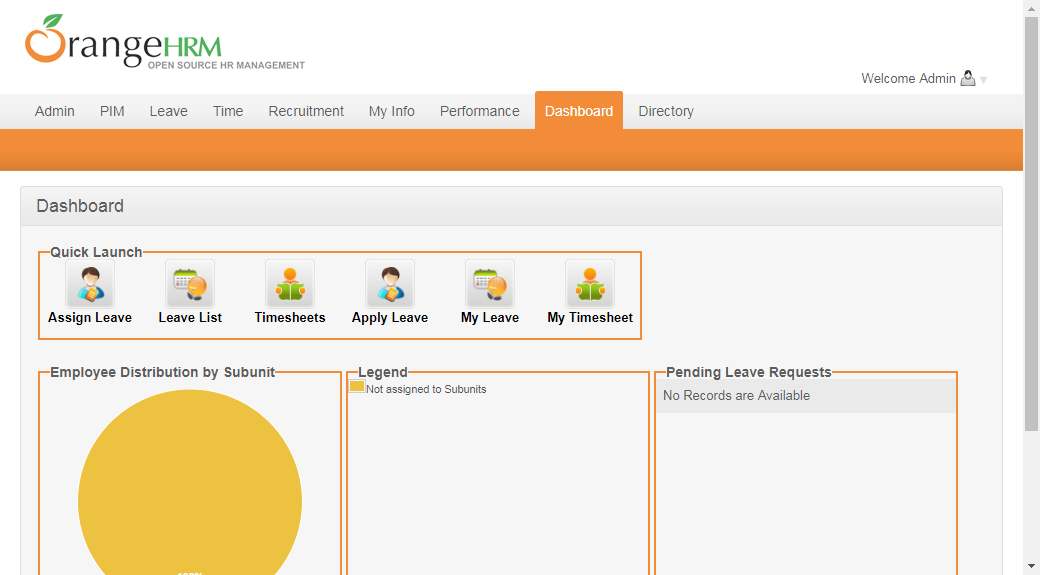 OrangeHRM
OPEN SOURCE HR MANAGEMENT
Welcome Admin
Admin PIM Leave Time Recruitment My Info Performance Dashboard Directory
Dashboard
Quick Launch
Assign Leave Leave List Timesheets Apply Leave My Leave My Timesheet
Employee Distribution by Subunit Legend Pending Leave Requests
Not assigned to Subunits
No Records are Available